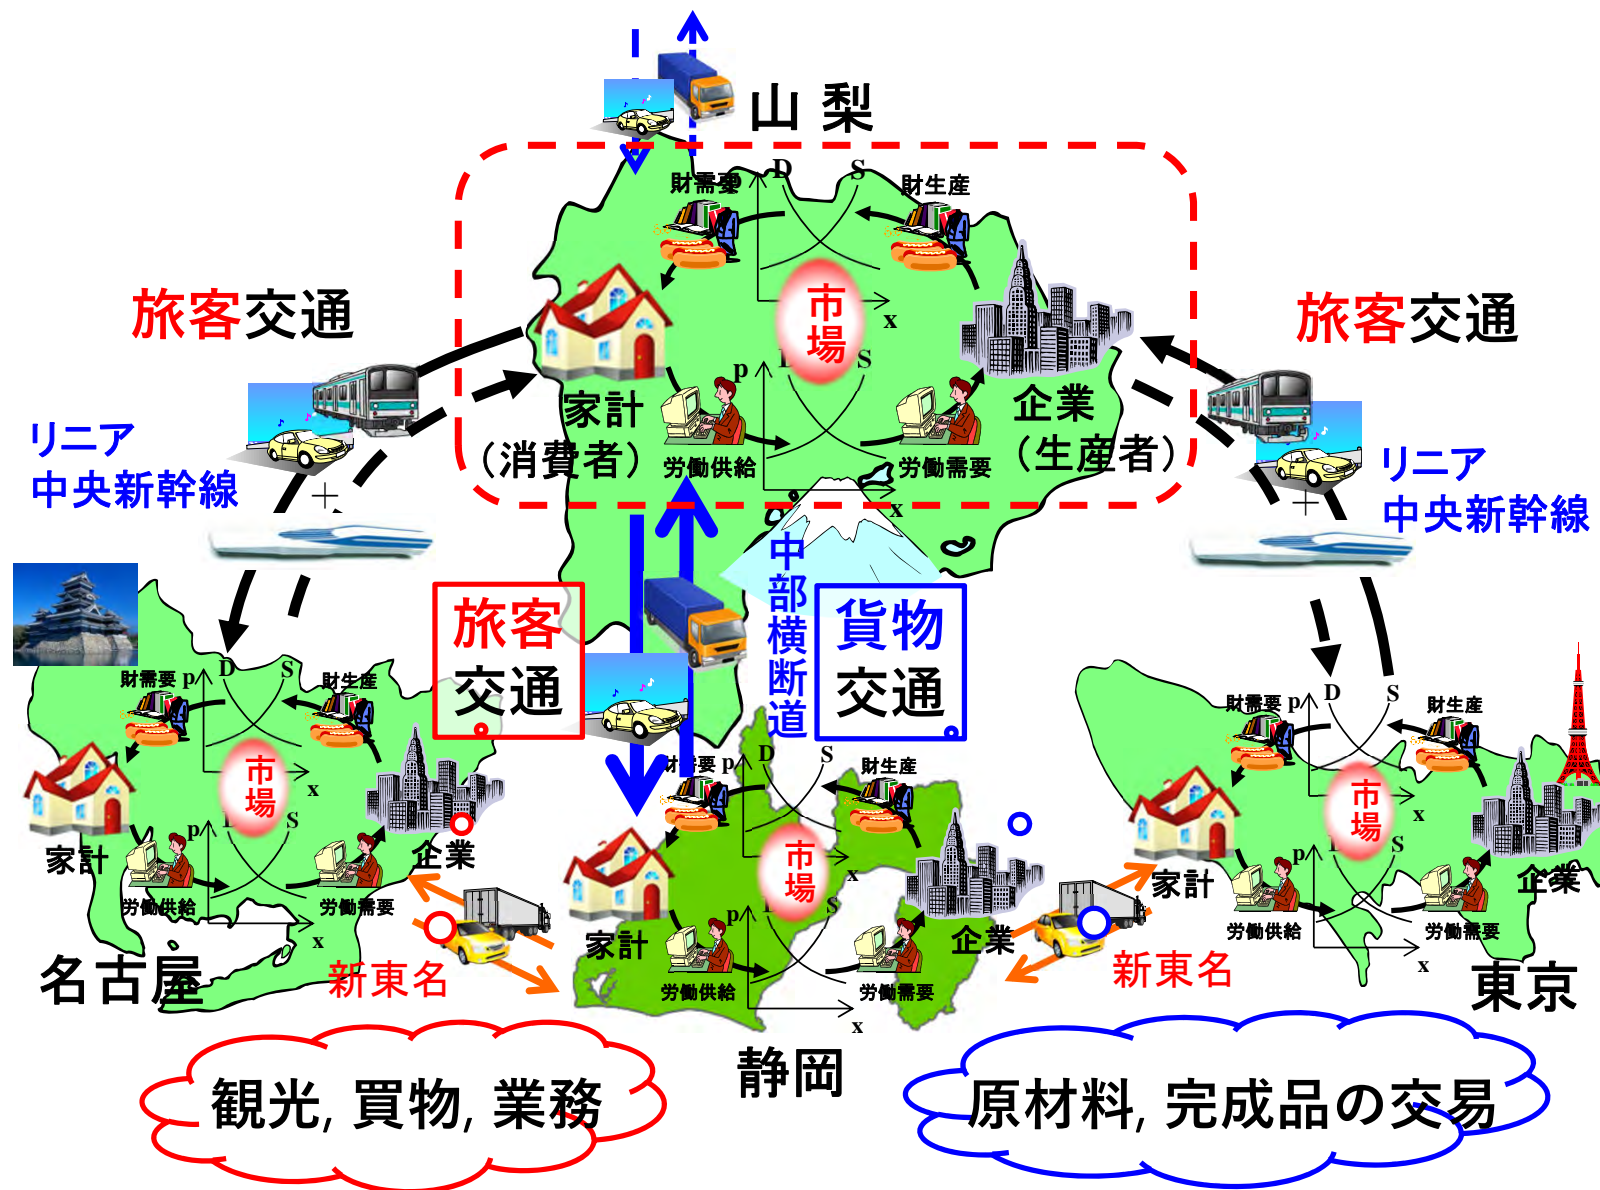 山 梨
財需要
p
D
S
財生産
市
場
x
旅客交通
旅客交通
p
S
家計
(消費者)
企業
(生産者)
労働供給
労働需要
x
リニア
中央新幹線
リニア
中央新幹線
旅客
交通
中部横断道
貨物
交通
財需要
p
D
S
財生産
市
場
x
家計
企業
p
S
労働供給
労働需要
x
名古屋
新東名
財需要
p
D
S
財生産
市
場
x
家計
企業
p
S
労働供給
労働需要
x
静岡
新東名
財需要
p
D
S
財生産
市
場
x
家計
企業
p
S
労働供給
労働需要
x
東京
観光, 買物, 業務
原材料, 完成品の交易